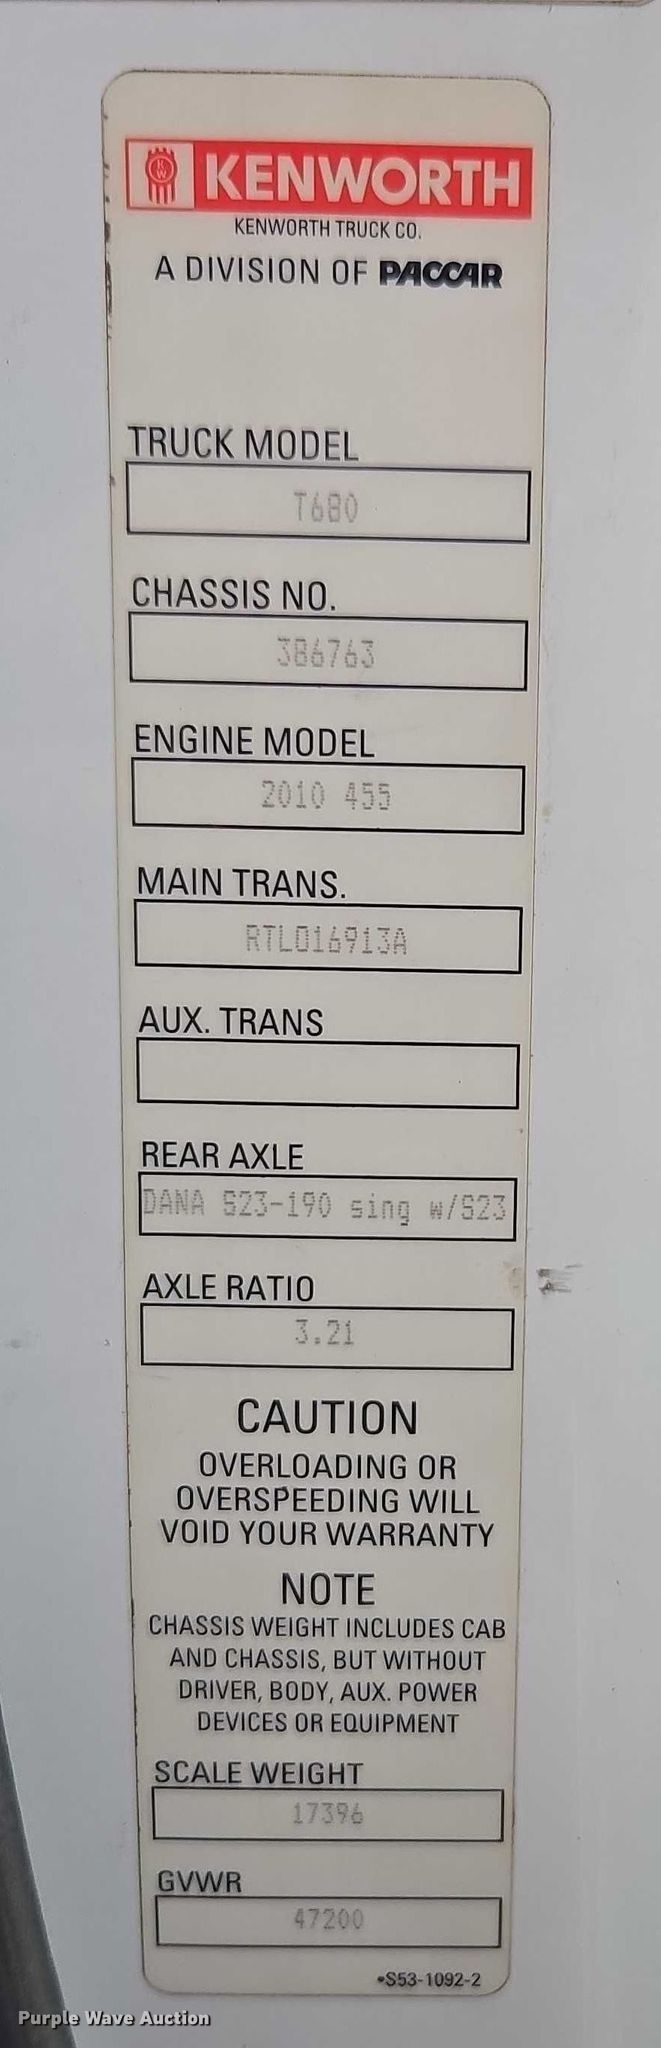 KW
KENWORTH
KENWORTH TRUCK CO.
A DIVISION OF PACCAR
TRUCK MODEL
T680
CHASSIS NO.
386763
ENGINE MODEL
2010 455
MAIN TRANS.
RTLO16913A
AUX. TRANS
REAR AXLE
DANA S23-190 sing w/S23
AXLE RATIO
3.21
CAUTION
OVERLOADING OR
OVERSPEEDING WILL
VOID YOUR WARRANTY
NOTE
CHASSIS WEIGHT INCLUDES CAB
AND CHASSIS, BUT WITHOUT
DRIVER, BODY, AUX. POWER
DEVICES OR EQUIPMENT
SCALE WEIGHT
17396
GVWR
47200
•S53-1092-2
Purple Wave Auction